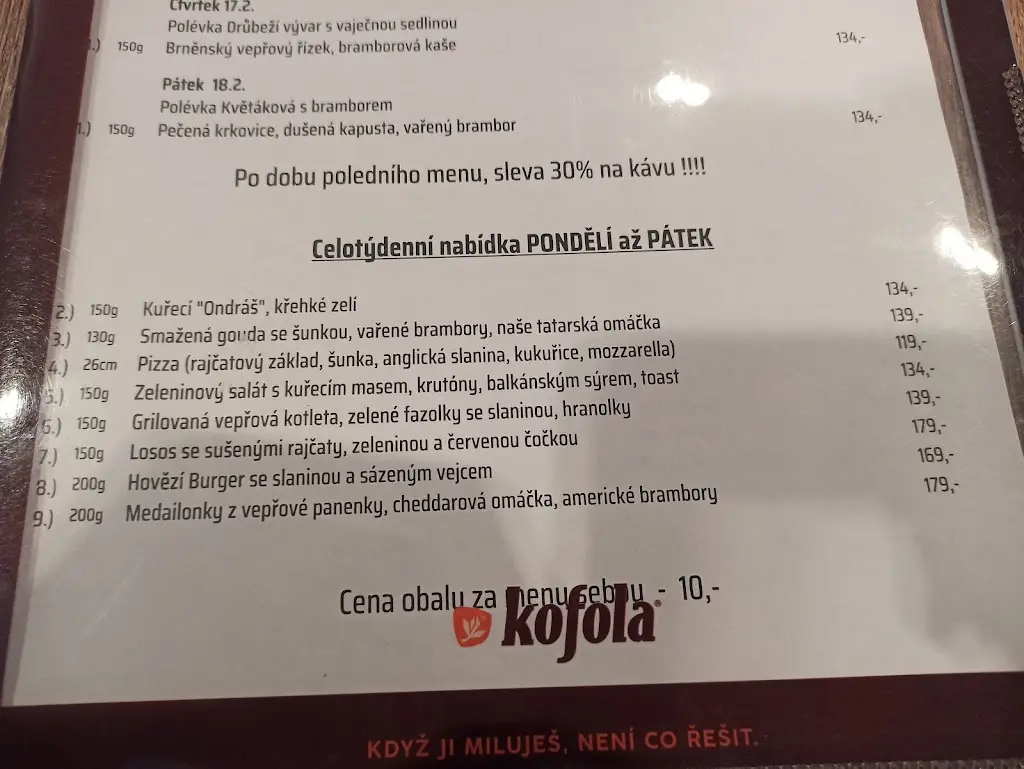 Čtvrtek 17.2.
Polévka Drůbeží vývar s vaječnou sedlinou
1.) 150g Brněnský vepřový řízek, bramborová kaše 134,-
Pátek 18.2.
Polévka Květáková s bramborem
1.) 150g Pečená krkovice, dušená kapusta, vařený brambor 134,-
Po dobu poledního menu, sleva 30% na kávu !!!!
Celotýdenní nabídka PONDĚLÍ až PÁTEK
2.) 150g Kuřecí "Ondráš", křehké zelí 134,-
3.) 130g Smažená gouda se šunkou, vařené brambory, naše tatarská omáčka 139,-
4.) 26cm Pizza (rajčatový základ, šunka, anglická slanina, kukuřice, mozzarella) 119,-
5.) 150g Zeleninový salát s kuřecím masem, krutóny, balkánským sýrem, toast 134,-
6.) 150g Grilovaná vepřová kotleta, zelené fazolky se slaninou, hranolky 139,-
7.) 150g Losos se sušenými rajčaty, zeleninou a červenou čočkou 179,-
8.) 200g Hovězí Burger se slaninou a sázeným vejcem 169,-
9.) 200g Medailonky z vepřové panenky, cheddarová omáčka, americké brambory 179,-
Cena obalu za menu sebou - 10,-
kofola
KDYŽ JI MILUJEŠ, NENÍ CO ŘEŠIT.